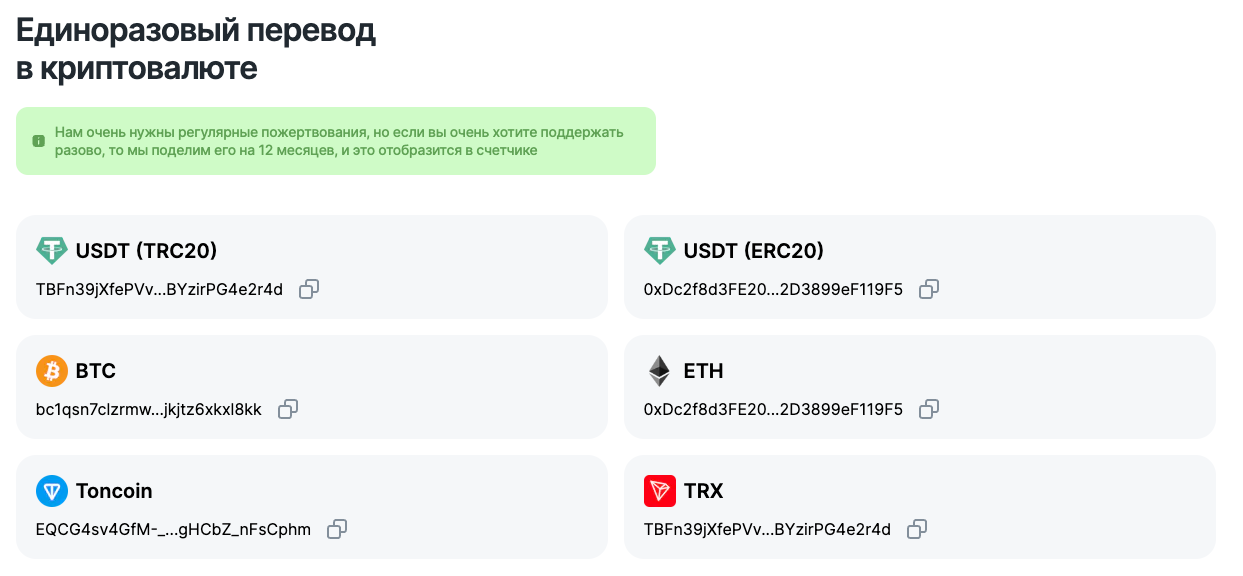 Единоразовый перевод
в криптовалюте
Нам очень нужны регулярные пожертвования, но если вы очень хотите поддержать
разово, то мы поделим его на 12 месяцев, и это отобразится в счетчике
USDT (TRC20)
TBFn39jXfePVv...BYzirPG4e2r4d
USDT (ERC20)
0xDc2f8d3FE20...2D3899eF119F5
BTC
bc1qsn7clzrmw...jkjtz6xkxl8kk
ETH
0xDc2f8d3FE20...2D3899eF119F5
Toncoin
EQCG4sv4GfM-_...gHCbZ_nFsCphm
TRX
TBFn39jXfePVv...BYzirPG4e2r4d